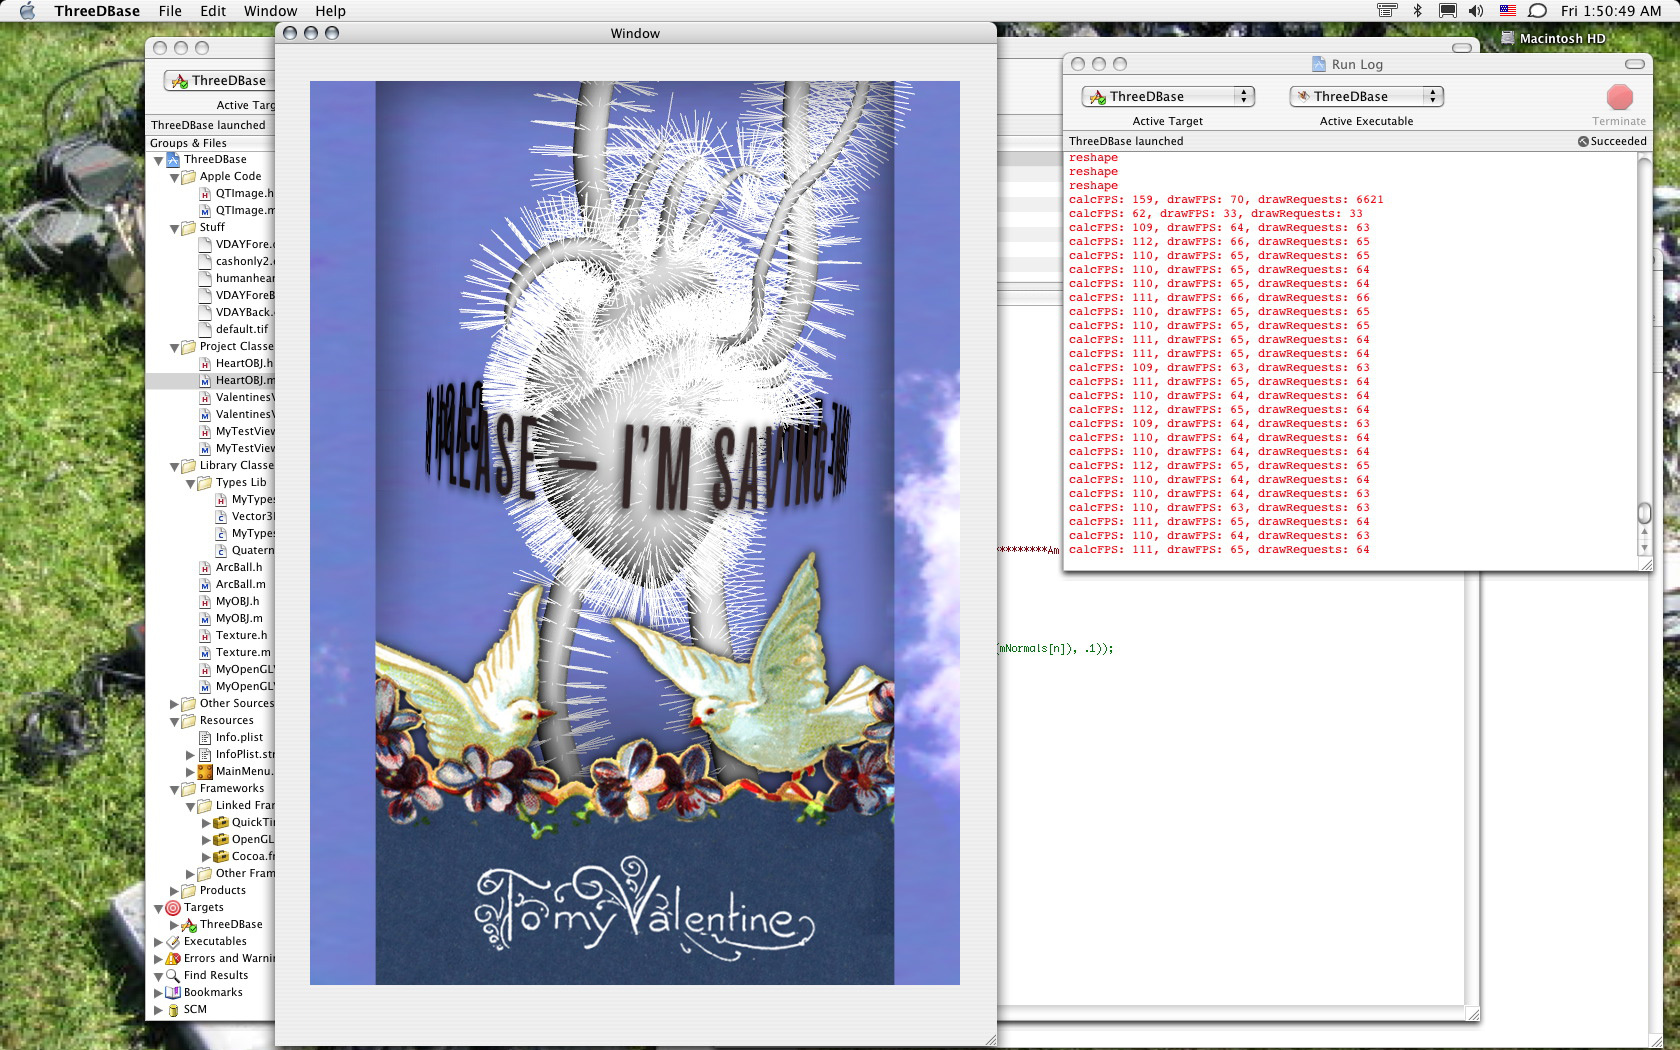 ThreeDBase File Edit Window Help
Fri 1:50:49 AM
Macintosh HD
ThreeDBase
Active
ThreeDBase launched
Groups & Files
ThreeDBase
Apple Code
QTImage.h
QTImage.m
Stuff
VDAYFore.
cashonly2.
humanhear
VDAYForeB
VDAYBack.
default.tif
Project Classe
HeartOBJ.h
HeartOBJ.m
ValentinesV
ValentinesV
MyTestView
MyTestView
Library Classe
Types Lib
MyTypes
Vector3
MyTypes
Quatern
ArcBall.h
ArcBall.m
MyOBJ.h
MyOBJ.m
Texture.h
Texture.m
MyOpenGL
MyOpenGL
Other Sources
Resources
Info.plist
InfoPlist.str
MainMenu.
Frameworks
Linked Fra
QuickTi
OpenGL
Cocoa.fr
Other Fram
Products
Targets
ThreeDBase
Executables
Errors and Warni
Find Results
Bookmarks
SCM
Window
PLEASE — I'M SAVING
To my Valentine
*********Am
(mNormals[n]), .1));
Run Log
ThreeDBase ThreeDBase
Active Target Active Executable Terminate
ThreeDBase launched Succeeded
reshape
reshape
reshape
calcFPS: 159, drawFPS: 70, drawRequests: 6621
calcFPS: 62, drawFPS: 33, drawRequests: 33
calcFPS: 109, drawFPS: 64, drawRequests: 63
calcFPS: 112, drawFPS: 66, drawRequests: 65
calcFPS: 110, drawFPS: 65, drawRequests: 65
calcFPS: 110, drawFPS: 65, drawRequests: 64
calcFPS: 110, drawFPS: 65, drawRequests: 64
calcFPS: 111, drawFPS: 66, drawRequests: 66
calcFPS: 110, drawFPS: 65, drawRequests: 65
calcFPS: 110, drawFPS: 65, drawRequests: 65
calcFPS: 111, drawFPS: 65, drawRequests: 64
calcFPS: 111, drawFPS: 65, drawRequests: 64
calcFPS: 109, drawFPS: 63, drawRequests: 63
calcFPS: 111, drawFPS: 65, drawRequests: 64
calcFPS: 110, drawFPS: 64, drawRequests: 64
calcFPS: 112, drawFPS: 65, drawRequests: 64
calcFPS: 109, drawFPS: 64, drawRequests: 63
calcFPS: 110, drawFPS: 64, drawRequests: 64
calcFPS: 110, drawFPS: 64, drawRequests: 64
calcFPS: 112, drawFPS: 65, drawRequests: 65
calcFPS: 110, drawFPS: 64, drawRequests: 64
calcFPS: 110, drawFPS: 64, drawRequests: 63
calcFPS: 110, drawFPS: 63, drawRequests: 63
calcFPS: 111, drawFPS: 65, drawRequests: 64
calcFPS: 110, drawFPS: 64, drawRequests: 63
calcFPS: 111, drawFPS: 65, drawRequests: 64